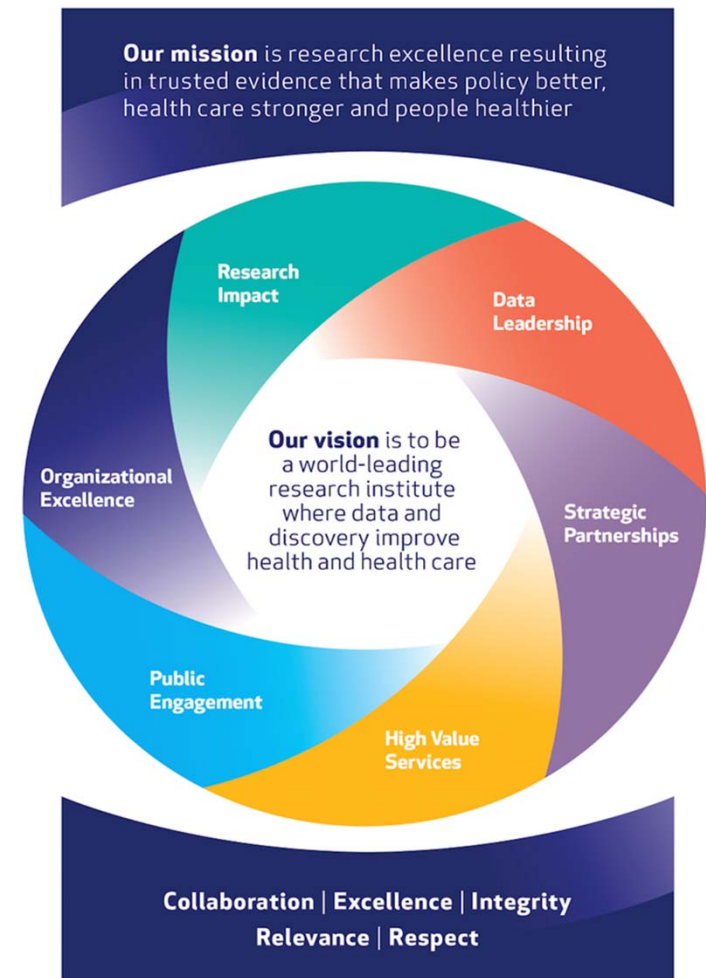 Our mission is research excellence resulting
in trusted evidence that makes policy better,
health care stronger and people healthier
Research
Impact
Data
Leadership
Our vision is to be
a world-leading
research institute
where data and
discovery improve
health and health care
Organizational
Excellence
Strategic
Partnerships
Public
Engagement
High Value
Services
Collaboration | Excellence | Integrity
Relevance | Respect